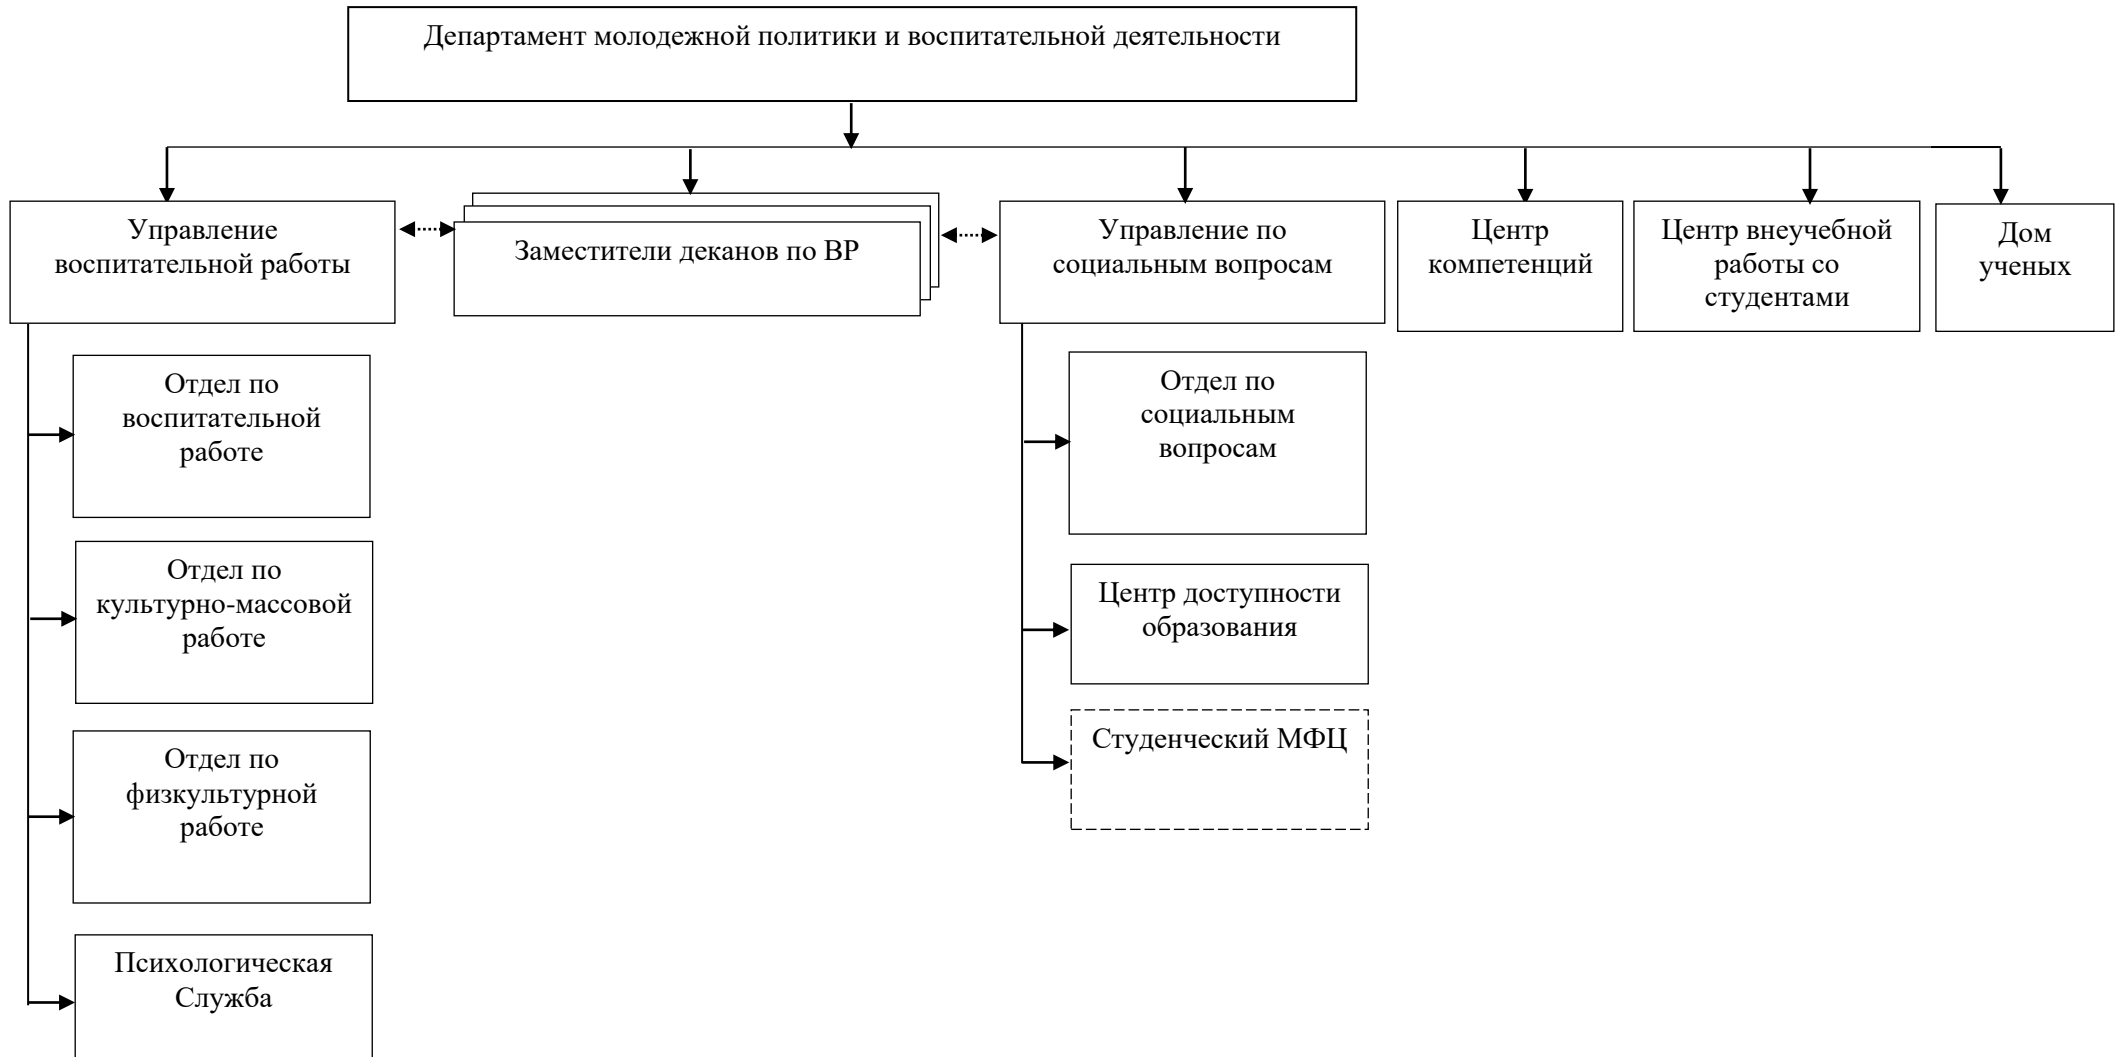 Департамент молодежной политики и воспитательной деятельности
Управление
воспитательной работы
Заместители деканов по ВР
Управление по
социальным вопросам
Центр
компетенций
Центр внеучебной
работы со
студентами
Дом
ученых
Отдел по
воспитательной
работе
Отдел по
культурно-массовой
работе
Отдел по
физкультурной
работе
Психологическая
Служба
Отдел по
социальным
вопросам
Центр доступности
образования
Студенческий МФЦ